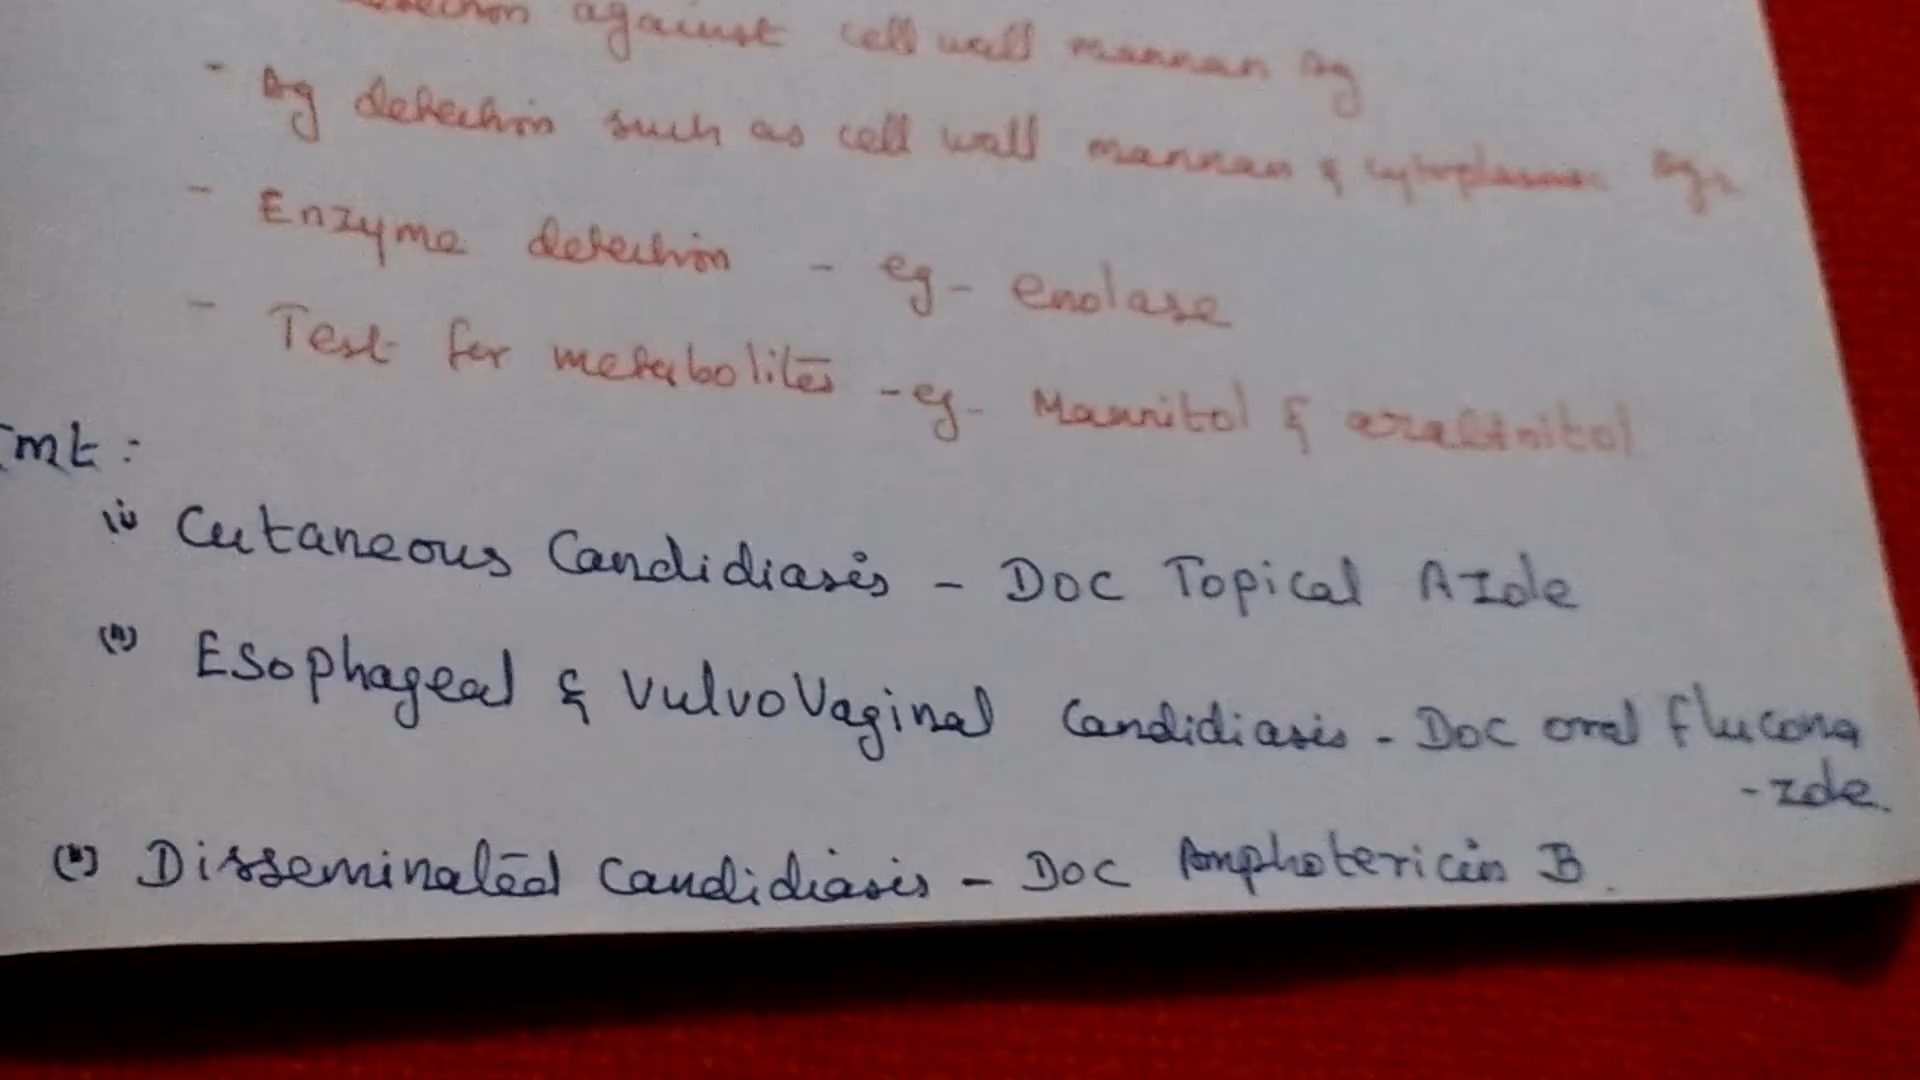 against cell wall mannan Ag
- Ag detection such as cell wall mannan & cytoplasmic Ags
- Enzyme detection - eg- enolase
- Test for metabolites - eg- Mannitol & arabinitol
Tmt :
(i) Cutaneous Candidiasis - DOC Topical Azole
(ii) Esophageal & VulvoVaginal Candidiasis - DOC oral flucona
-zole.
Disseminated Candidiasis - DOC Amphotericin B.